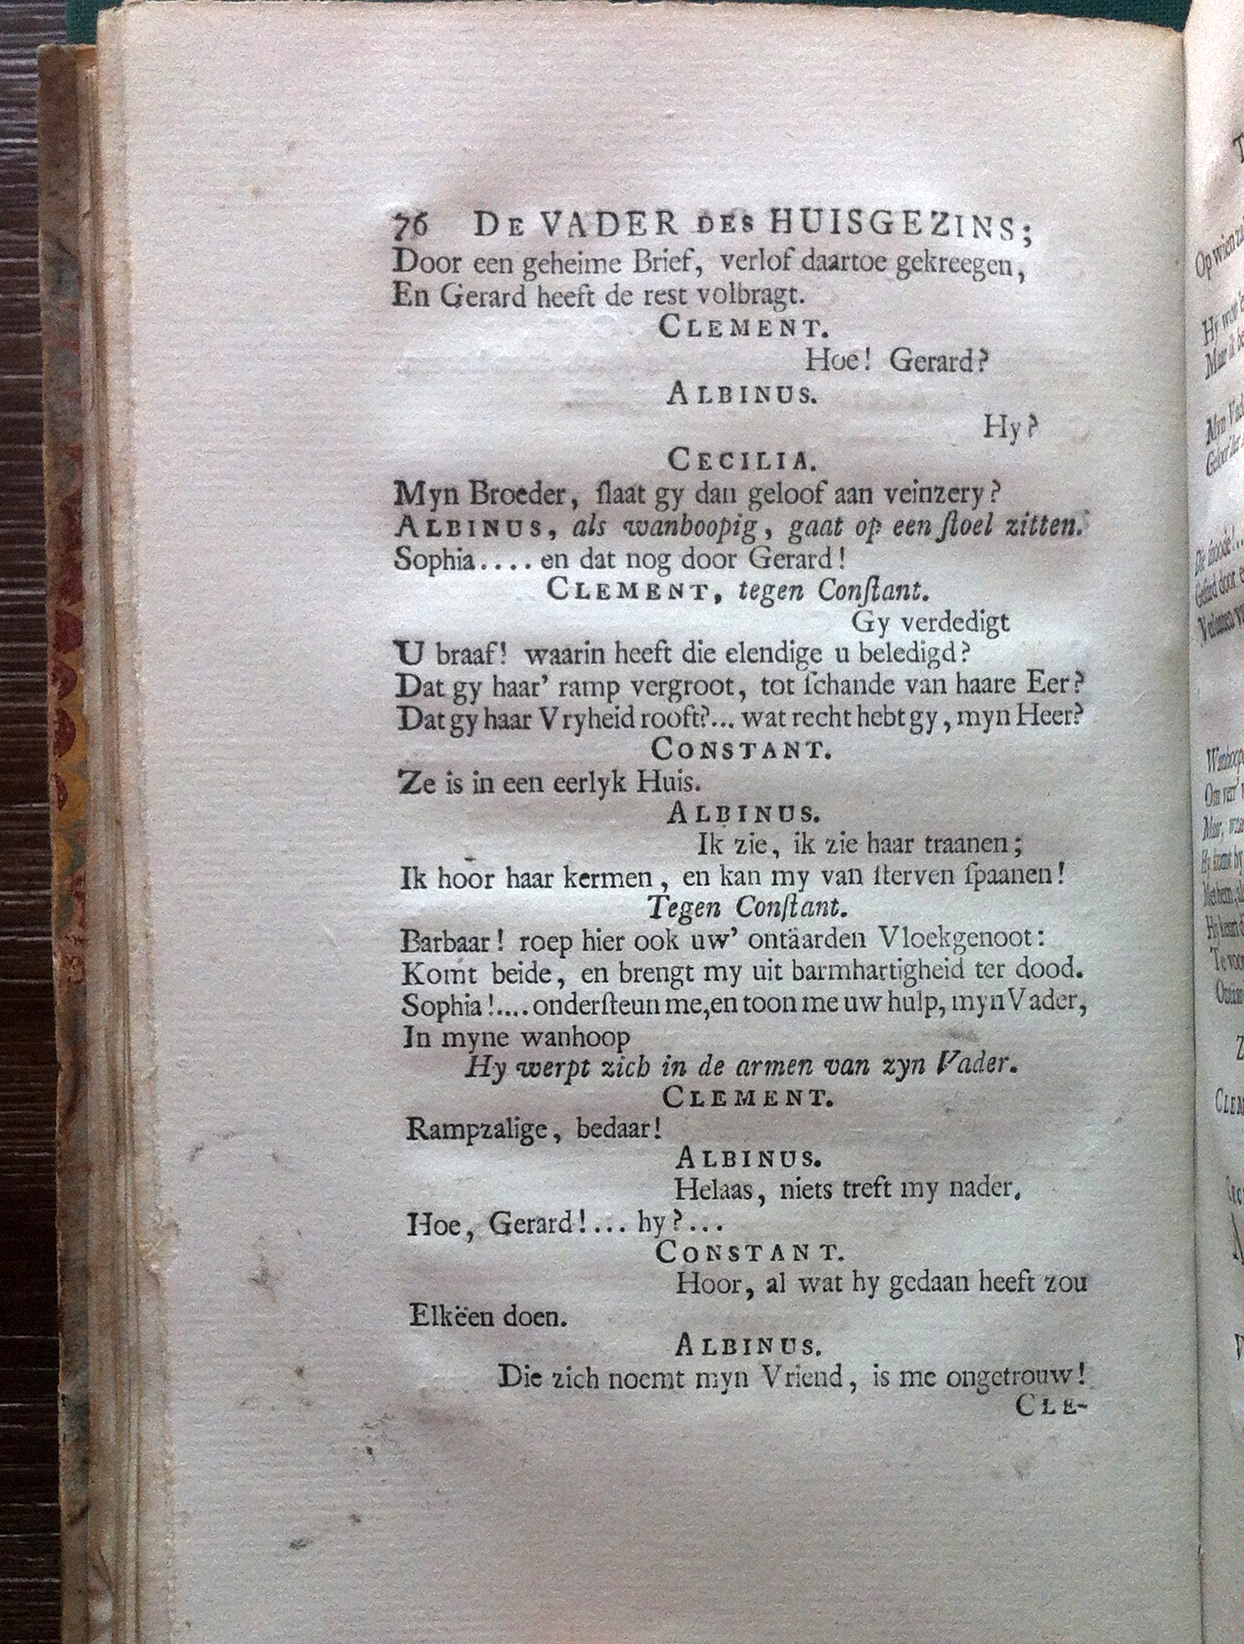 76 DE VADER DES HUISGEZINS;
Door een geheime Brief, verlof daartoe gekreegen,
En Gerard heeft de rest volbragt.
CLEMENT.
Hoe! Gerard?
ALBINUS.
Hy?
CECILIA.
Myn Broeder, ſlaat gy dan geloof aan veinzery?
ALBINUS, als wanhoopig, gaat op een ſtoel zitten.
Sophia.... en dat nog door Gerard!
CLEMENT, tegen Conſtant.
Gy verdedigt
U braaf! waarin heeft die elendige u beledigd?
Dat gy haar' ramp vergroot, tot ſchande van haare Eer?
Dat gy haar Vryheid rooft?... wat recht hebt gy, myn Heer?
CONSTANT.
Ze is in een eerlyk Huis.
ALBINUS.
Ik zie, ik zie haar traanen;
Ik hoor haar kermen, en kan my van ſterven ſpaanen!
Tegen Conſtant.
Barbaar! roep hier ook uw' ontäarden Vloekgenoot:
Komt beide, en brengt my uit barmhartigheid ter dood.
Sophia!.... onderſteun me, en toon me uw hulp, myn Vader,
In myne wanhoop
Hy werpt zich in de armen van zyn Vader.
CLEMENT.
Rampzalige, bedaar!
ALBINUS.
Helaas, niets treft my nader.
Hoe, Gerard!... hy?...
CONSTANT.
Hoor, al wat hy gedaan heeft zou
Elkëen doen.
ALBINUS.
Die zich noemt myn Vriend, is me ongetrouw!
CLE-